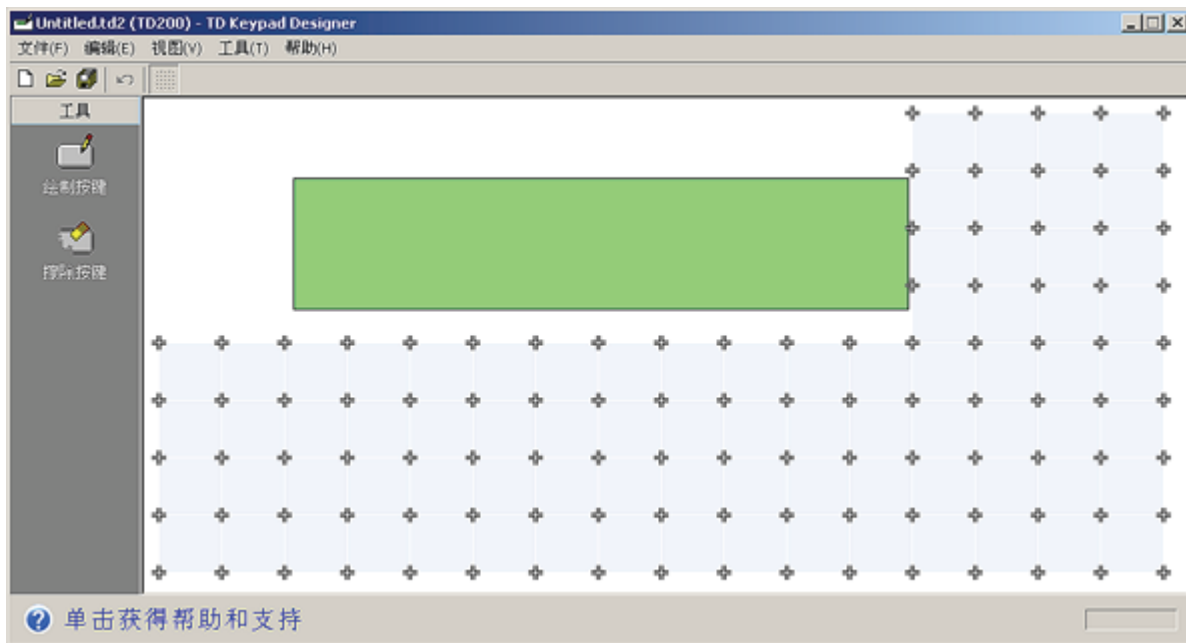 Untitled.td2 (TD200) - TD Keypad Designer
文件(F) 编辑(E) 视图(V) 工具(T) 帮助(H)
工具
绘制按键
擦除按键
单击获得帮助和支持